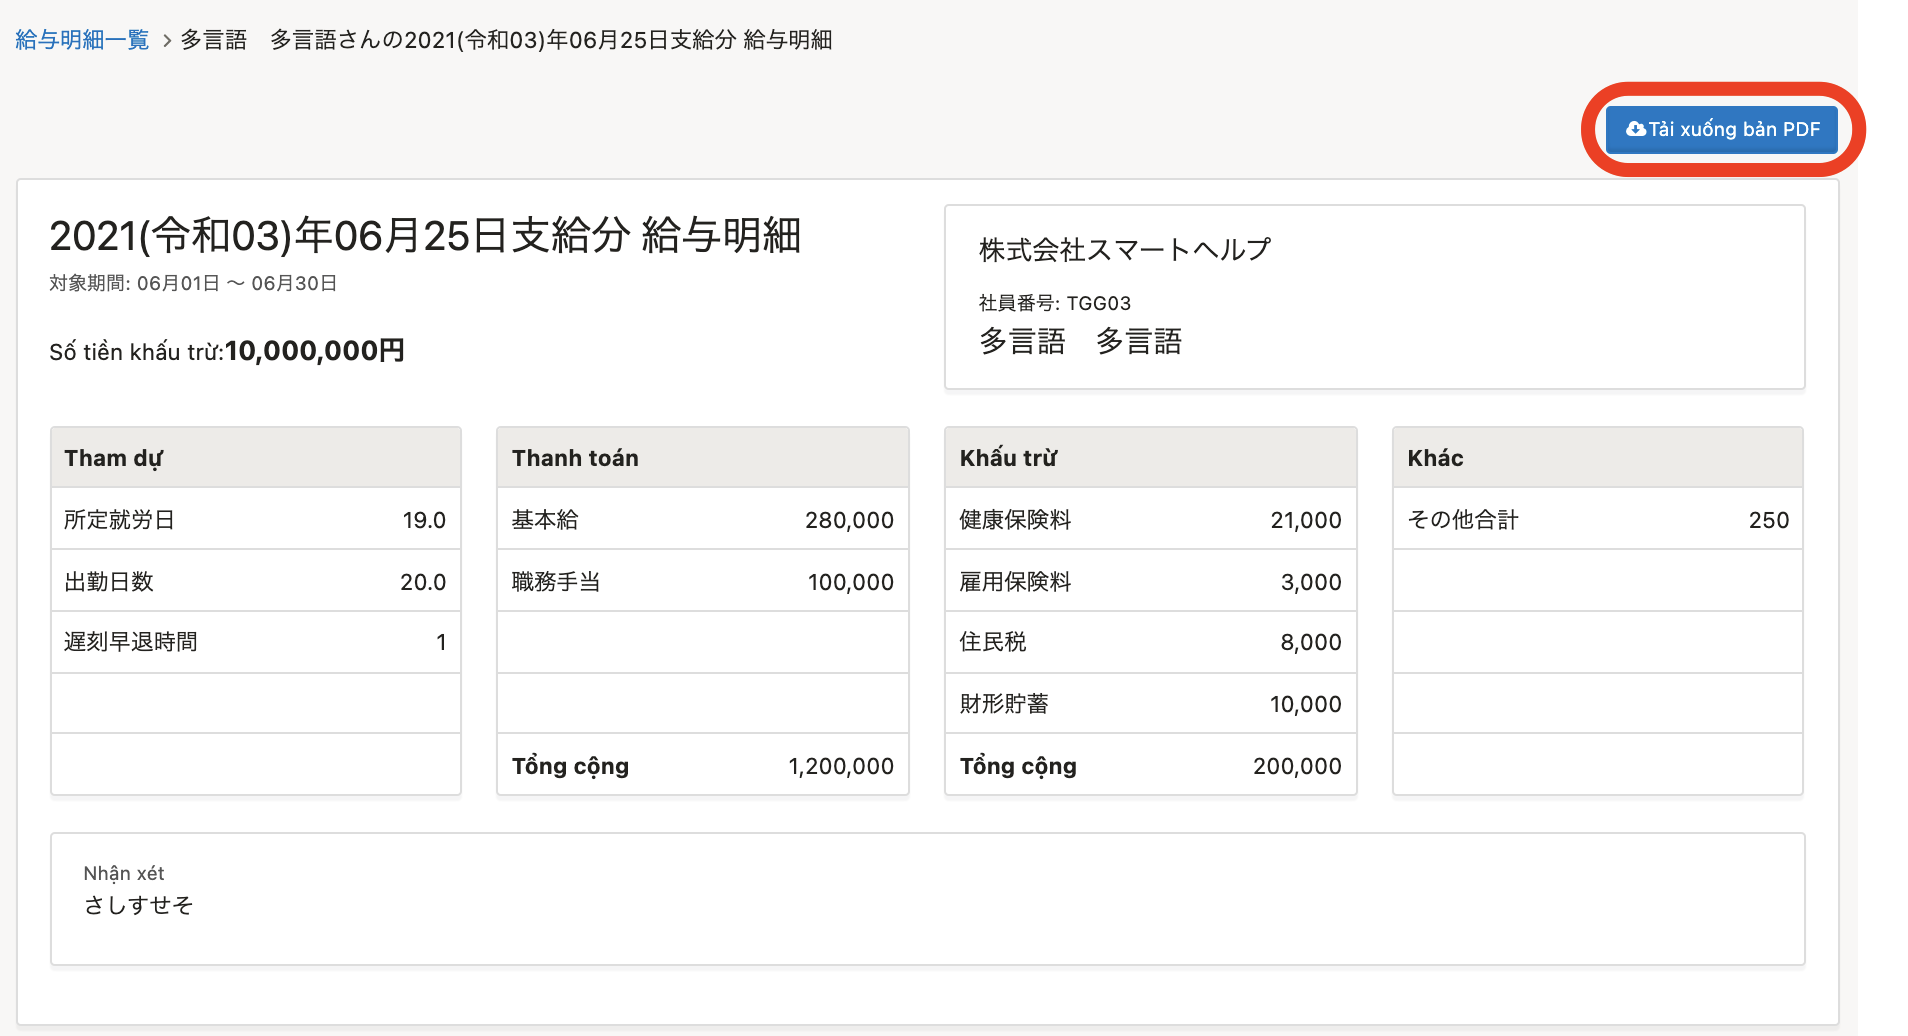 給与明細一覧 > 多言語　多言語さんの2021(令和03)年06月25日支給分 給与明細
Tải xuống bản PDF
2021(令和03)年06月25日支給分 給与明細
対象期間: 06月01日 〜 06月30日
Số tiền khấu trừ:10,000,000円
株式会社スマートヘルプ
社員番号: TGG03
多言語　多言語
Tham dự
所定就労日 19.0
出勤日数 20.0
遅刻早退時間 1
Thanh toán
基本給 280,000
職務手当 100,000
Tổng cộng 1,200,000
Khấu trừ
健康保険料 21,000
雇用保険料 3,000
住民税 8,000
財形貯蓄 10,000
Tổng cộng 200,000
Khác
その他合計 250
Nhận xét
さしすせそ